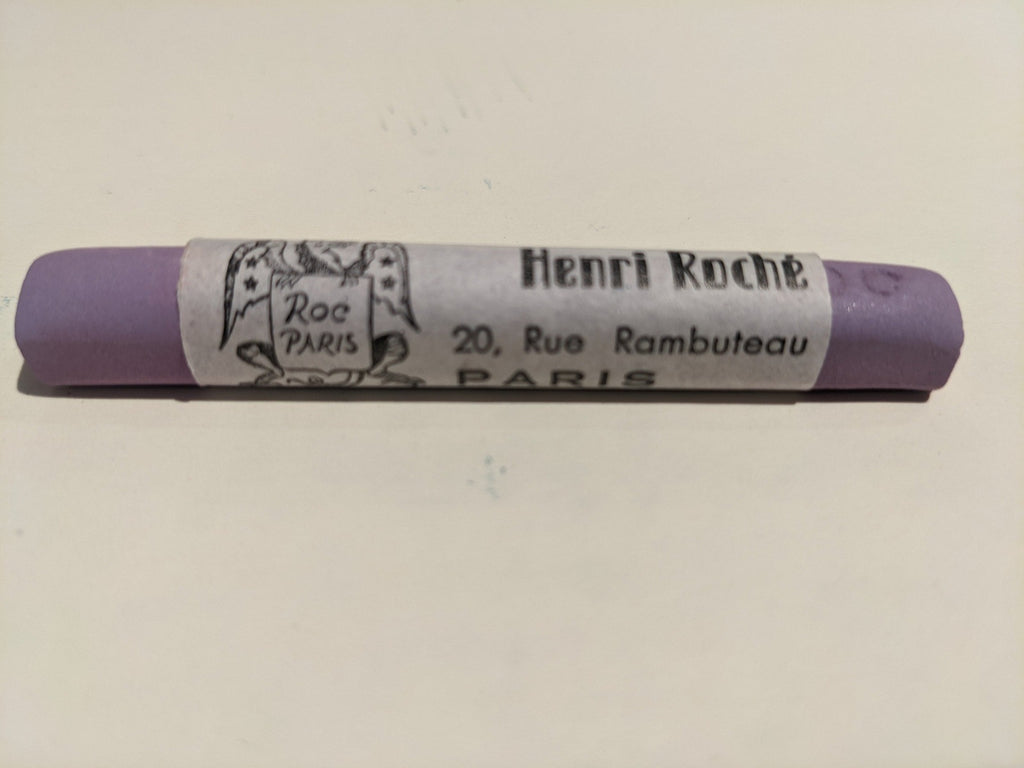 Roc
PARIS
Henri Roché
20, Rue Rambuteau
PARIS